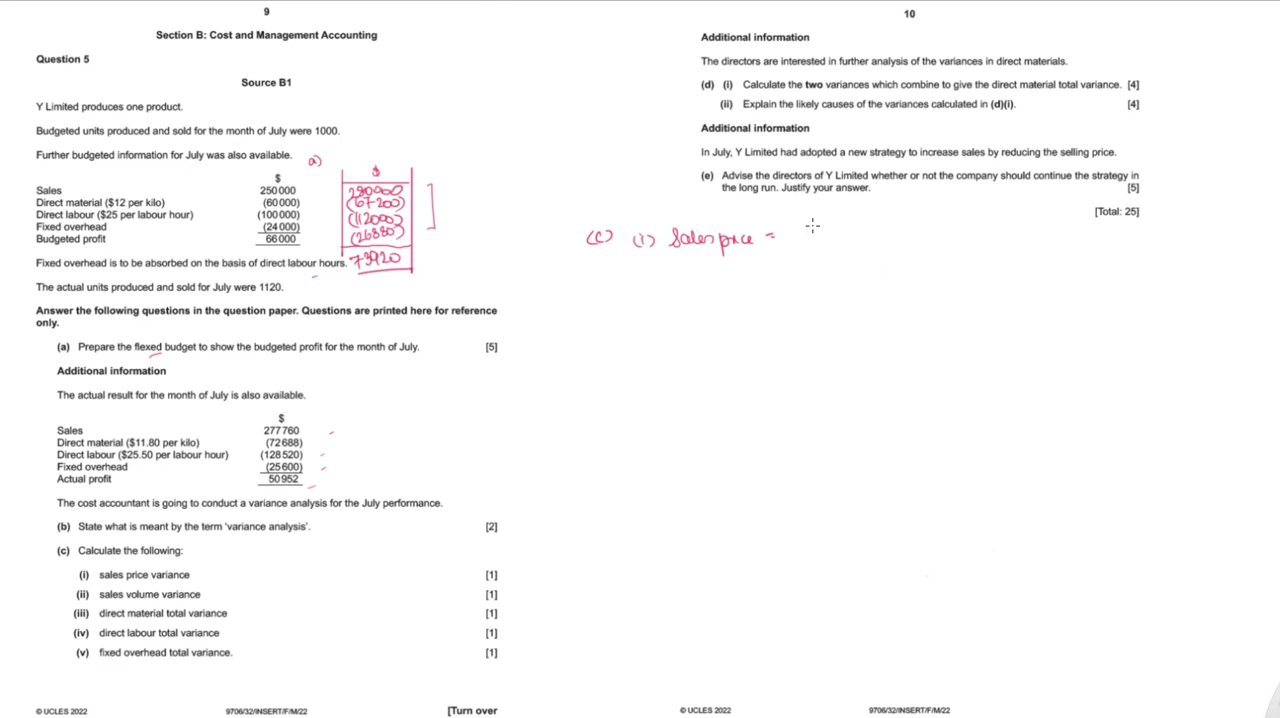 9
Section B: Cost and Management Accounting
Question 5
Source B1
Y Limited produces one product.
Budgeted units produced and sold for the month of July were 1000.
Further budgeted information for July was also available.
a)
$
$
Sales 250 000 280000
Direct material ($12 per kilo) (60 000) (67200)
Direct labour ($25 per labour hour) (100 000) (112000)
Fixed overhead (24 000) (26880)
Budgeted profit 66 000
Fixed overhead is to be absorbed on the basis of direct labour hours. 73920
The actual units produced and sold for July were 1120.
Answer the following questions in the question paper. Questions are printed here for reference
only.
(a) Prepare the flexed budget to show the budgeted profit for the month of July. [5]
Additional information
The actual result for the month of July is also available.
$
Sales 277 760
Direct material ($11.80 per kilo) (72 688)
Direct labour ($25.50 per labour hour) (128 520)
Fixed overhead (25 600)
Actual profit 50 952
The cost accountant is going to conduct a variance analysis for the July performance.
(b) State what is meant by the term 'variance analysis'. [2]
(c) Calculate the following:
(i) sales price variance [1]
(ii) sales volume variance [1]
(iii) direct material total variance [1]
(iv) direct labour total variance [1]
(v) fixed overhead total variance. [1]
© UCLES 2022 9706/32/INSERT/F/M/22 [Turn over
10
Additional information
The directors are interested in further analysis of the variances in direct materials.
(d) (i) Calculate the two variances which combine to give the direct material total variance. [4]
(ii) Explain the likely causes of the variances calculated in (d)(i). [4]
Additional information
In July, Y Limited had adopted a new strategy to increase sales by reducing the selling price.
(e) Advise the directors of Y Limited whether or not the company should continue the strategy in
the long run. Justify your answer. [5]
[Total: 25]
(c) (i) Sales price =
© UCLES 2022 9706/32/INSERT/F/M/22